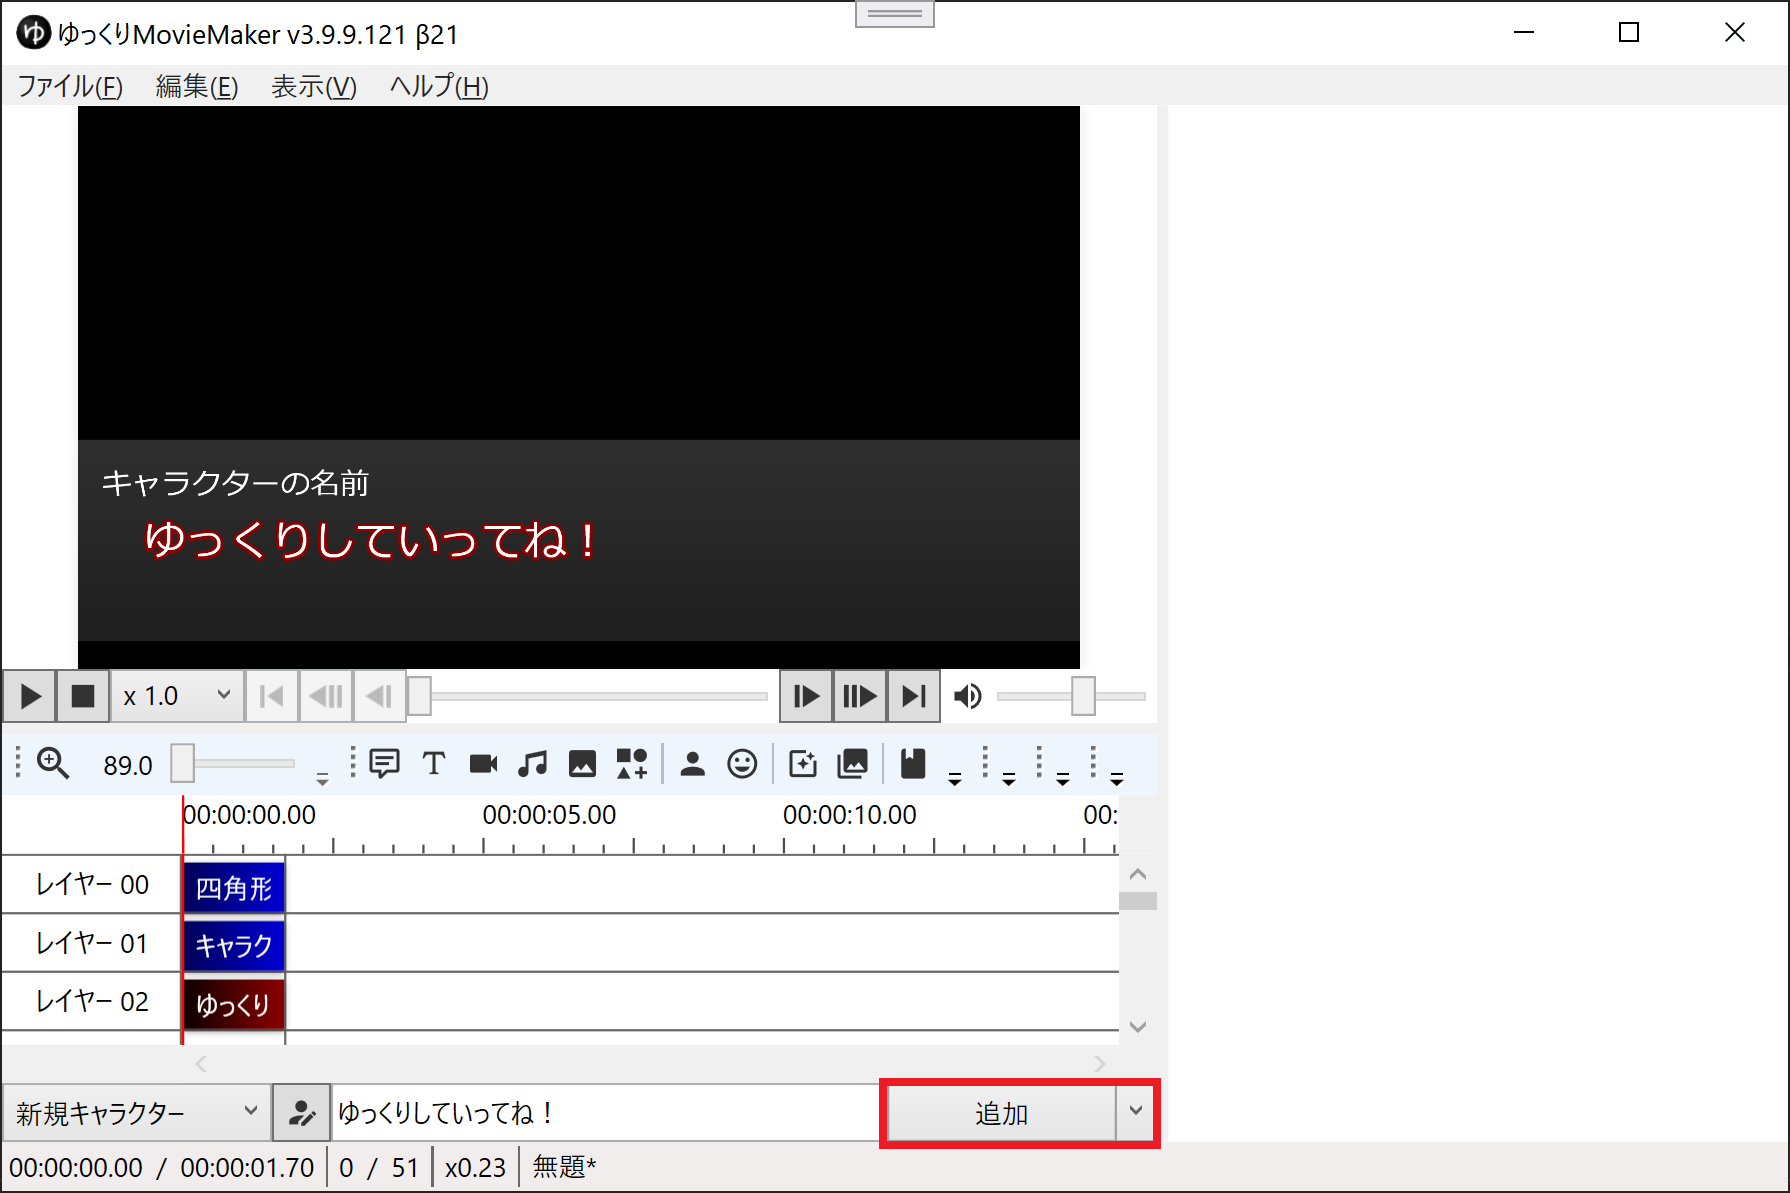 ゆ ゆっくりMovieMaker v3.9.9.121 β21
ファイル(F) 編集(E) 表示(V) ヘルプ(H)
キャラクターの名前
ゆっくりしていってね！
x 1.0
89.0 T
00:00:00.00 00:00:05.00 00:00:10.00 00:
レイヤー 00 四角形
レイヤー 01 キャラク
レイヤー 02 ゆっくり
新規キャラクター ゆっくりしていってね！ 追加
00:00:00.00 / 00:00:01.70 0 / 51 x0.23 無題*